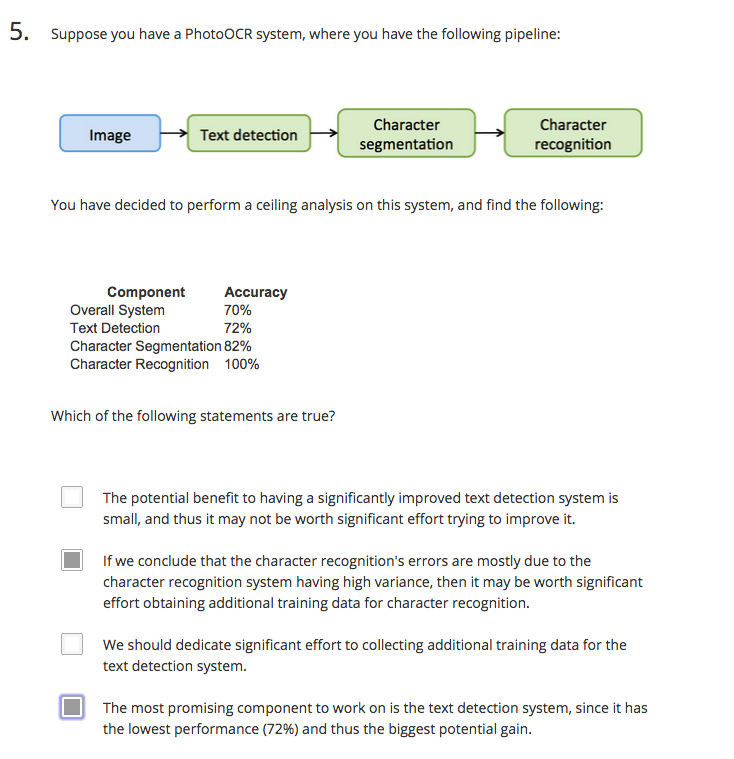 5. Suppose you have a PhotoOCR system, where you have the following pipeline:
Image
Text detection
Character
segmentation
Character
recognition
You have decided to perform a ceiling analysis on this system, and find the following:
Component Accuracy
Overall System 70%
Text Detection 72%
Character Segmentation 82%
Character Recognition 100%
Which of the following statements are true?
The potential benefit to having a significantly improved text detection system is
small, and thus it may not be worth significant effort trying to improve it.
If we conclude that the character recognition's errors are mostly due to the
character recognition system having high variance, then it may be worth significant
effort obtaining additional training data for character recognition.
We should dedicate significant effort to collecting additional training data for the
text detection system.
The most promising component to work on is the text detection system, since it has
the lowest performance (72%) and thus the biggest potential gain.